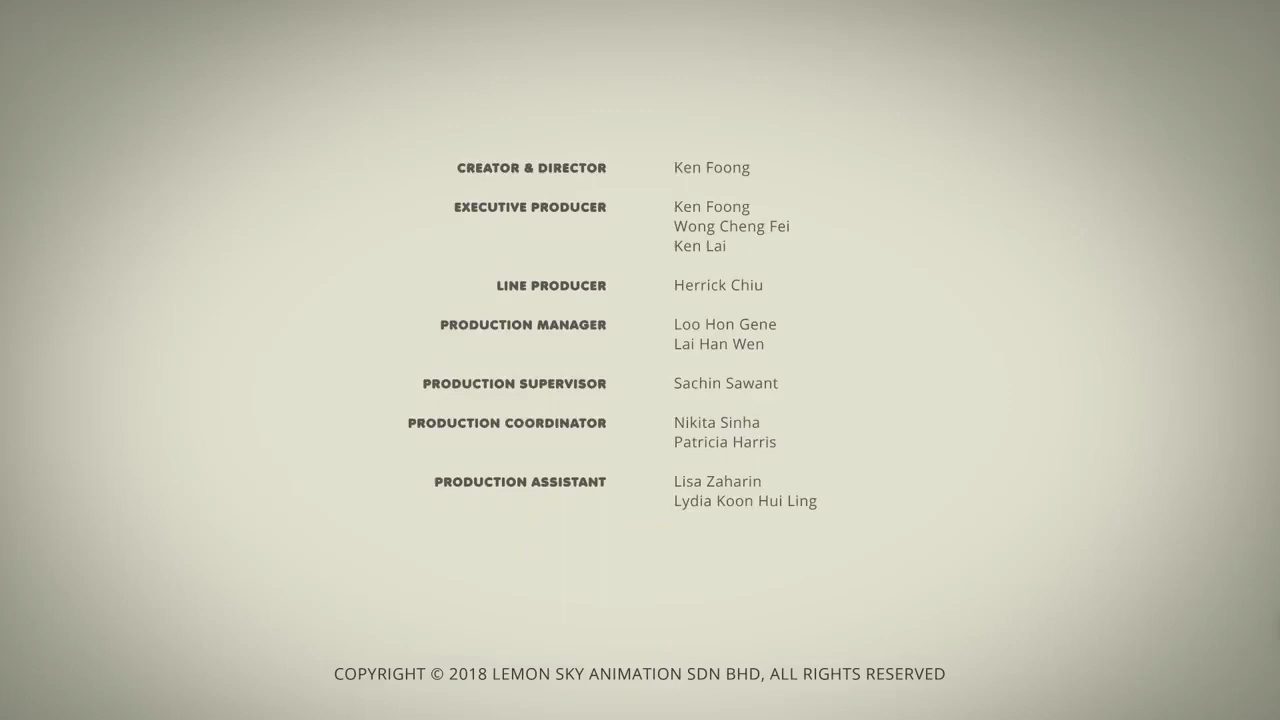 CREATOR & DIRECTOR Ken Foong
EXECUTIVE PRODUCER Ken Foong
Wong Cheng Fei
Ken Lai
LINE PRODUCER Herrick Chiu
PRODUCTION MANAGER Loo Hon Gene
Lai Han Wen
PRODUCTION SUPERVISOR Sachin Sawant
PRODUCTION COORDINATOR Nikita Sinha
Patricia Harris
PRODUCTION ASSISTANT Lisa Zaharin
Lydia Koon Hui Ling
COPYRIGHT © 2018 LEMON SKY ANIMATION SDN BHD, ALL RIGHTS RESERVED